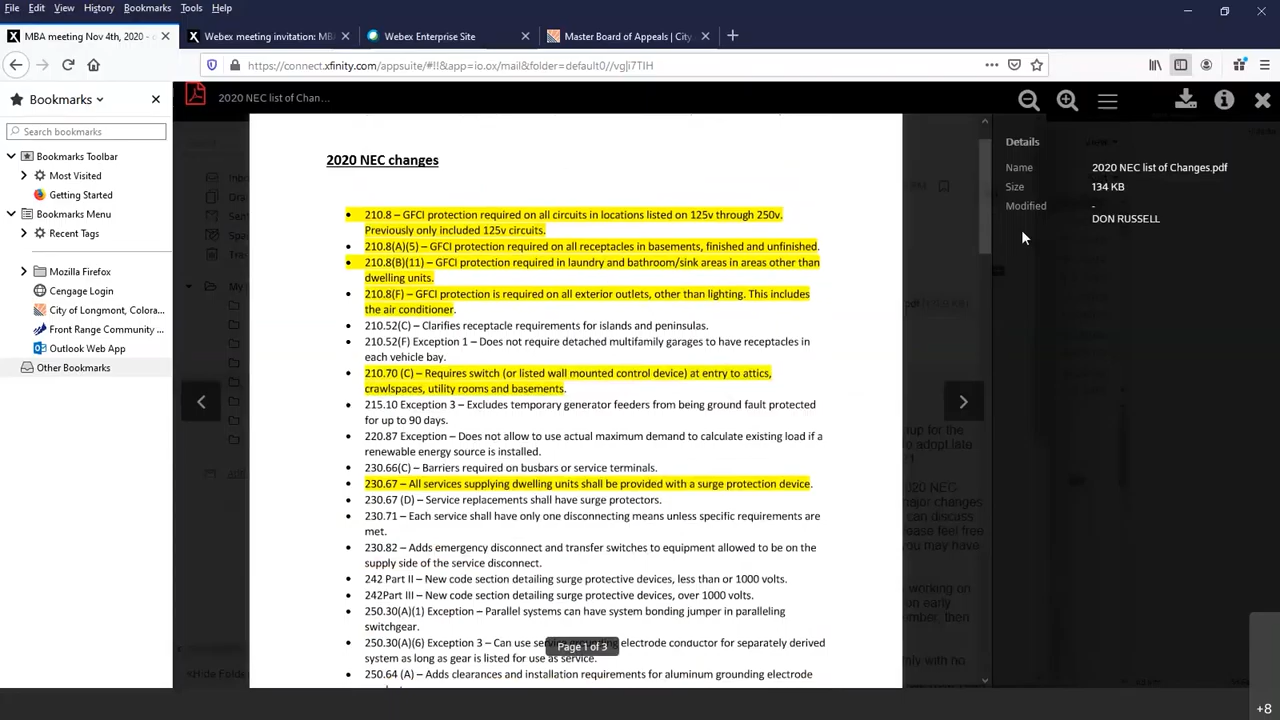 File Edit View History Bookmarks Tools Help
MBA meeting Nov 4th, 2020 -
Webex meeting invitation: MB
Webex Enterprise Site
Master Board of Appeals | City
https://connect.xfinity.com/appsuite/#!!&app=io.ox/mail&folder=default0//vg|i7TIH
Bookmarks
Search bookmarks
Bookmarks Toolbar
Most Visited
Getting Started
Bookmarks Menu
Recent Tags
Mozilla Firefox
Cengage Login
City of Longmont, Colora...
Front Range Community ...
Outlook Web App
Other Bookmarks
2020 NEC list of Chan...
2020 NEC changes
• 210.8 – GFCI protection required on all circuits in locations listed on 125v through 250v.
Previously only included 125v circuits.
• 210.8(A)(5) – GFCI protection required on all receptacles in basements, finished and unfinished.
• 210.8(B)(11) – GFCI protection required in laundry and bathroom/sink areas in areas other than
dwelling units.
• 210.8(F) – GFCI protection is required on all exterior outlets, other than lighting. This includes
the air conditioner.
• 210.52(C) – Clarifies receptacle requirements for islands and peninsulas.
• 210.52(F) Exception 1 – Does not require detached multifamily garages to have receptacles in
each vehicle bay.
• 210.70 (C) – Requires switch (or listed wall mounted control device) at entry to attics,
crawlspaces, utility rooms and basements.
• 215.10 Exception 3 – Excludes temporary generator feeders from being ground fault protected
for up to 90 days.
• 220.87 Exception – Does not allow to use actual maximum demand to calculate existing load if a
renewable energy source is installed.
• 230.66(C) – Barriers required on busbars or service terminals.
• 230.67 – All services supplying dwelling units shall be provided with a surge protection device.
• 230.67 (D) – Service replacements shall have surge protectors.
• 230.71 – Each service shall have only one disconnecting means unless specific requirements are
met.
• 230.82 – Adds emergency disconnect and transfer switches to equipment allowed to be on the
supply side of the service disconnect.
• 242 Part II – New code section detailing surge protective devices, less than or 1000 volts.
• 242Part III – New code section detailing surge protective devices, over 1000 volts.
• 250.30(A)(1) Exception – Parallel systems can have system bonding jumper in paralleling
switchgear.
• 250.30(A)(6) Exception 3 – Can use service grounding electrode conductor for separately derived
system as long as gear is listed for use as service.
• 250.64 (A) – Adds clearances and installation requirements for aluminum grounding electrode
Page 1 of 3
Details
Name 2020 NEC list of Changes.pdf
Size 134 KB
Modified -
DON RUSSELL
+8